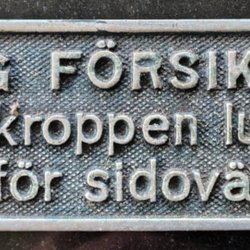 G FÖRSIK
kroppen lu
för sidovä